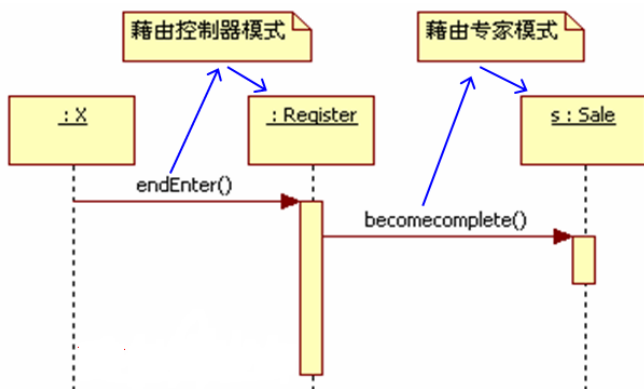 藉由控制器模式
藉由专家模式
: X
: Register
s : Sale
endEnter()
becomecomplete()